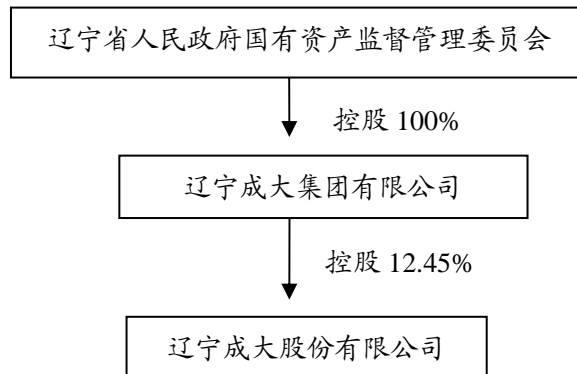 辽宁省人民政府国有资产监督管理委员会
控股 100%
辽宁成大集团有限公司
控股 12.45%
辽宁成大股份有限公司